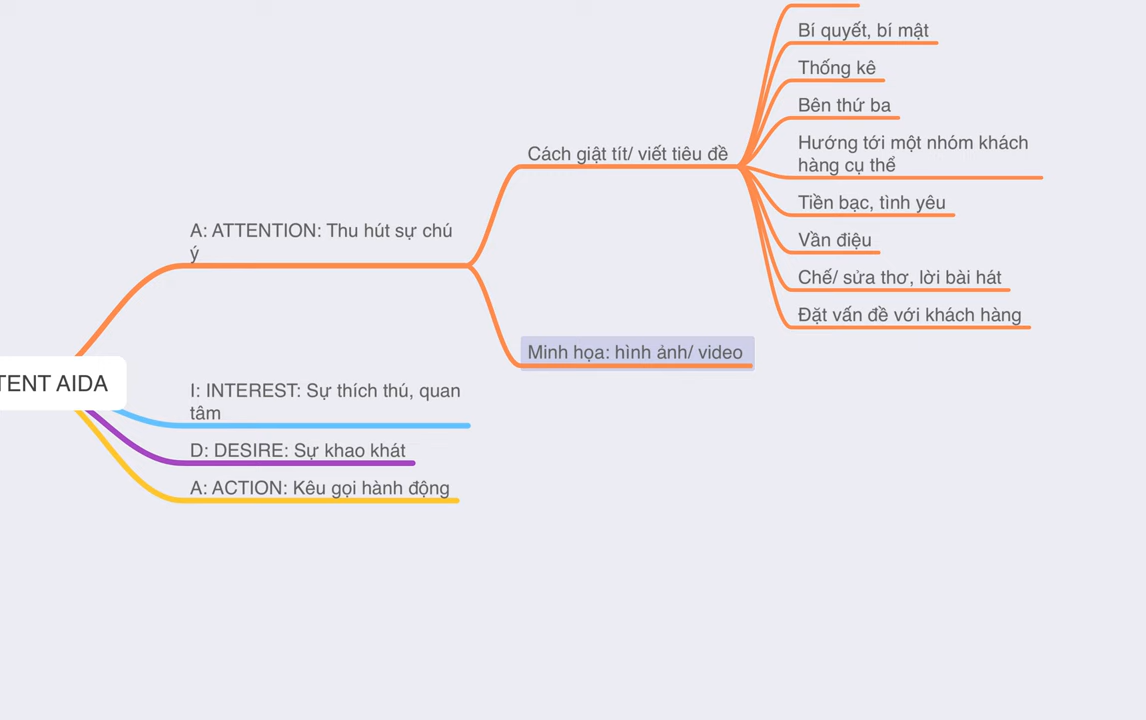 Bí quyết, bí mật
Thống kê
Bên thứ ba
Hướng tới một nhóm khách
hàng cụ thể
Cách giật tít/ viết tiêu đề
Tiền bạc, tình yêu
Vần điệu
Chế/ sửa thơ, lời bài hát
Đặt vấn đề với khách hàng
A: ATTENTION: Thu hút sự chú
ý
Minh họa: hình ảnh/ video
TENT AIDA
I: INTEREST: Sự thích thú, quan
tâm
D: DESIRE: Sự khao khát
A: ACTION: Kêu gọi hành động